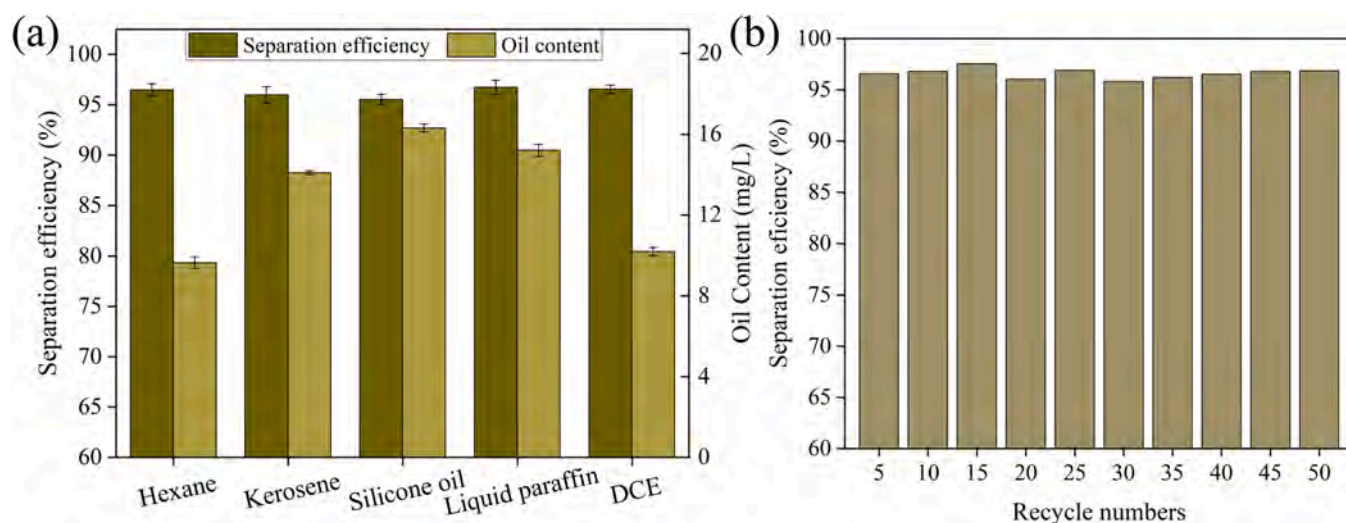 (a)
Separation efficiency Oil content
100
95
90
85
80
75
70
65
60
Separation efficiency (%)
20
16
12
8
4
0
Oil Content (mg/L)
Hexane Kerosene Silicone oil Liquid paraffin DCE
(b)
100
95
90
85
80
75
70
65
60
Separation eficiency (%)
5 10 15 20 25 30 35 40 45 50
Recycle numbers